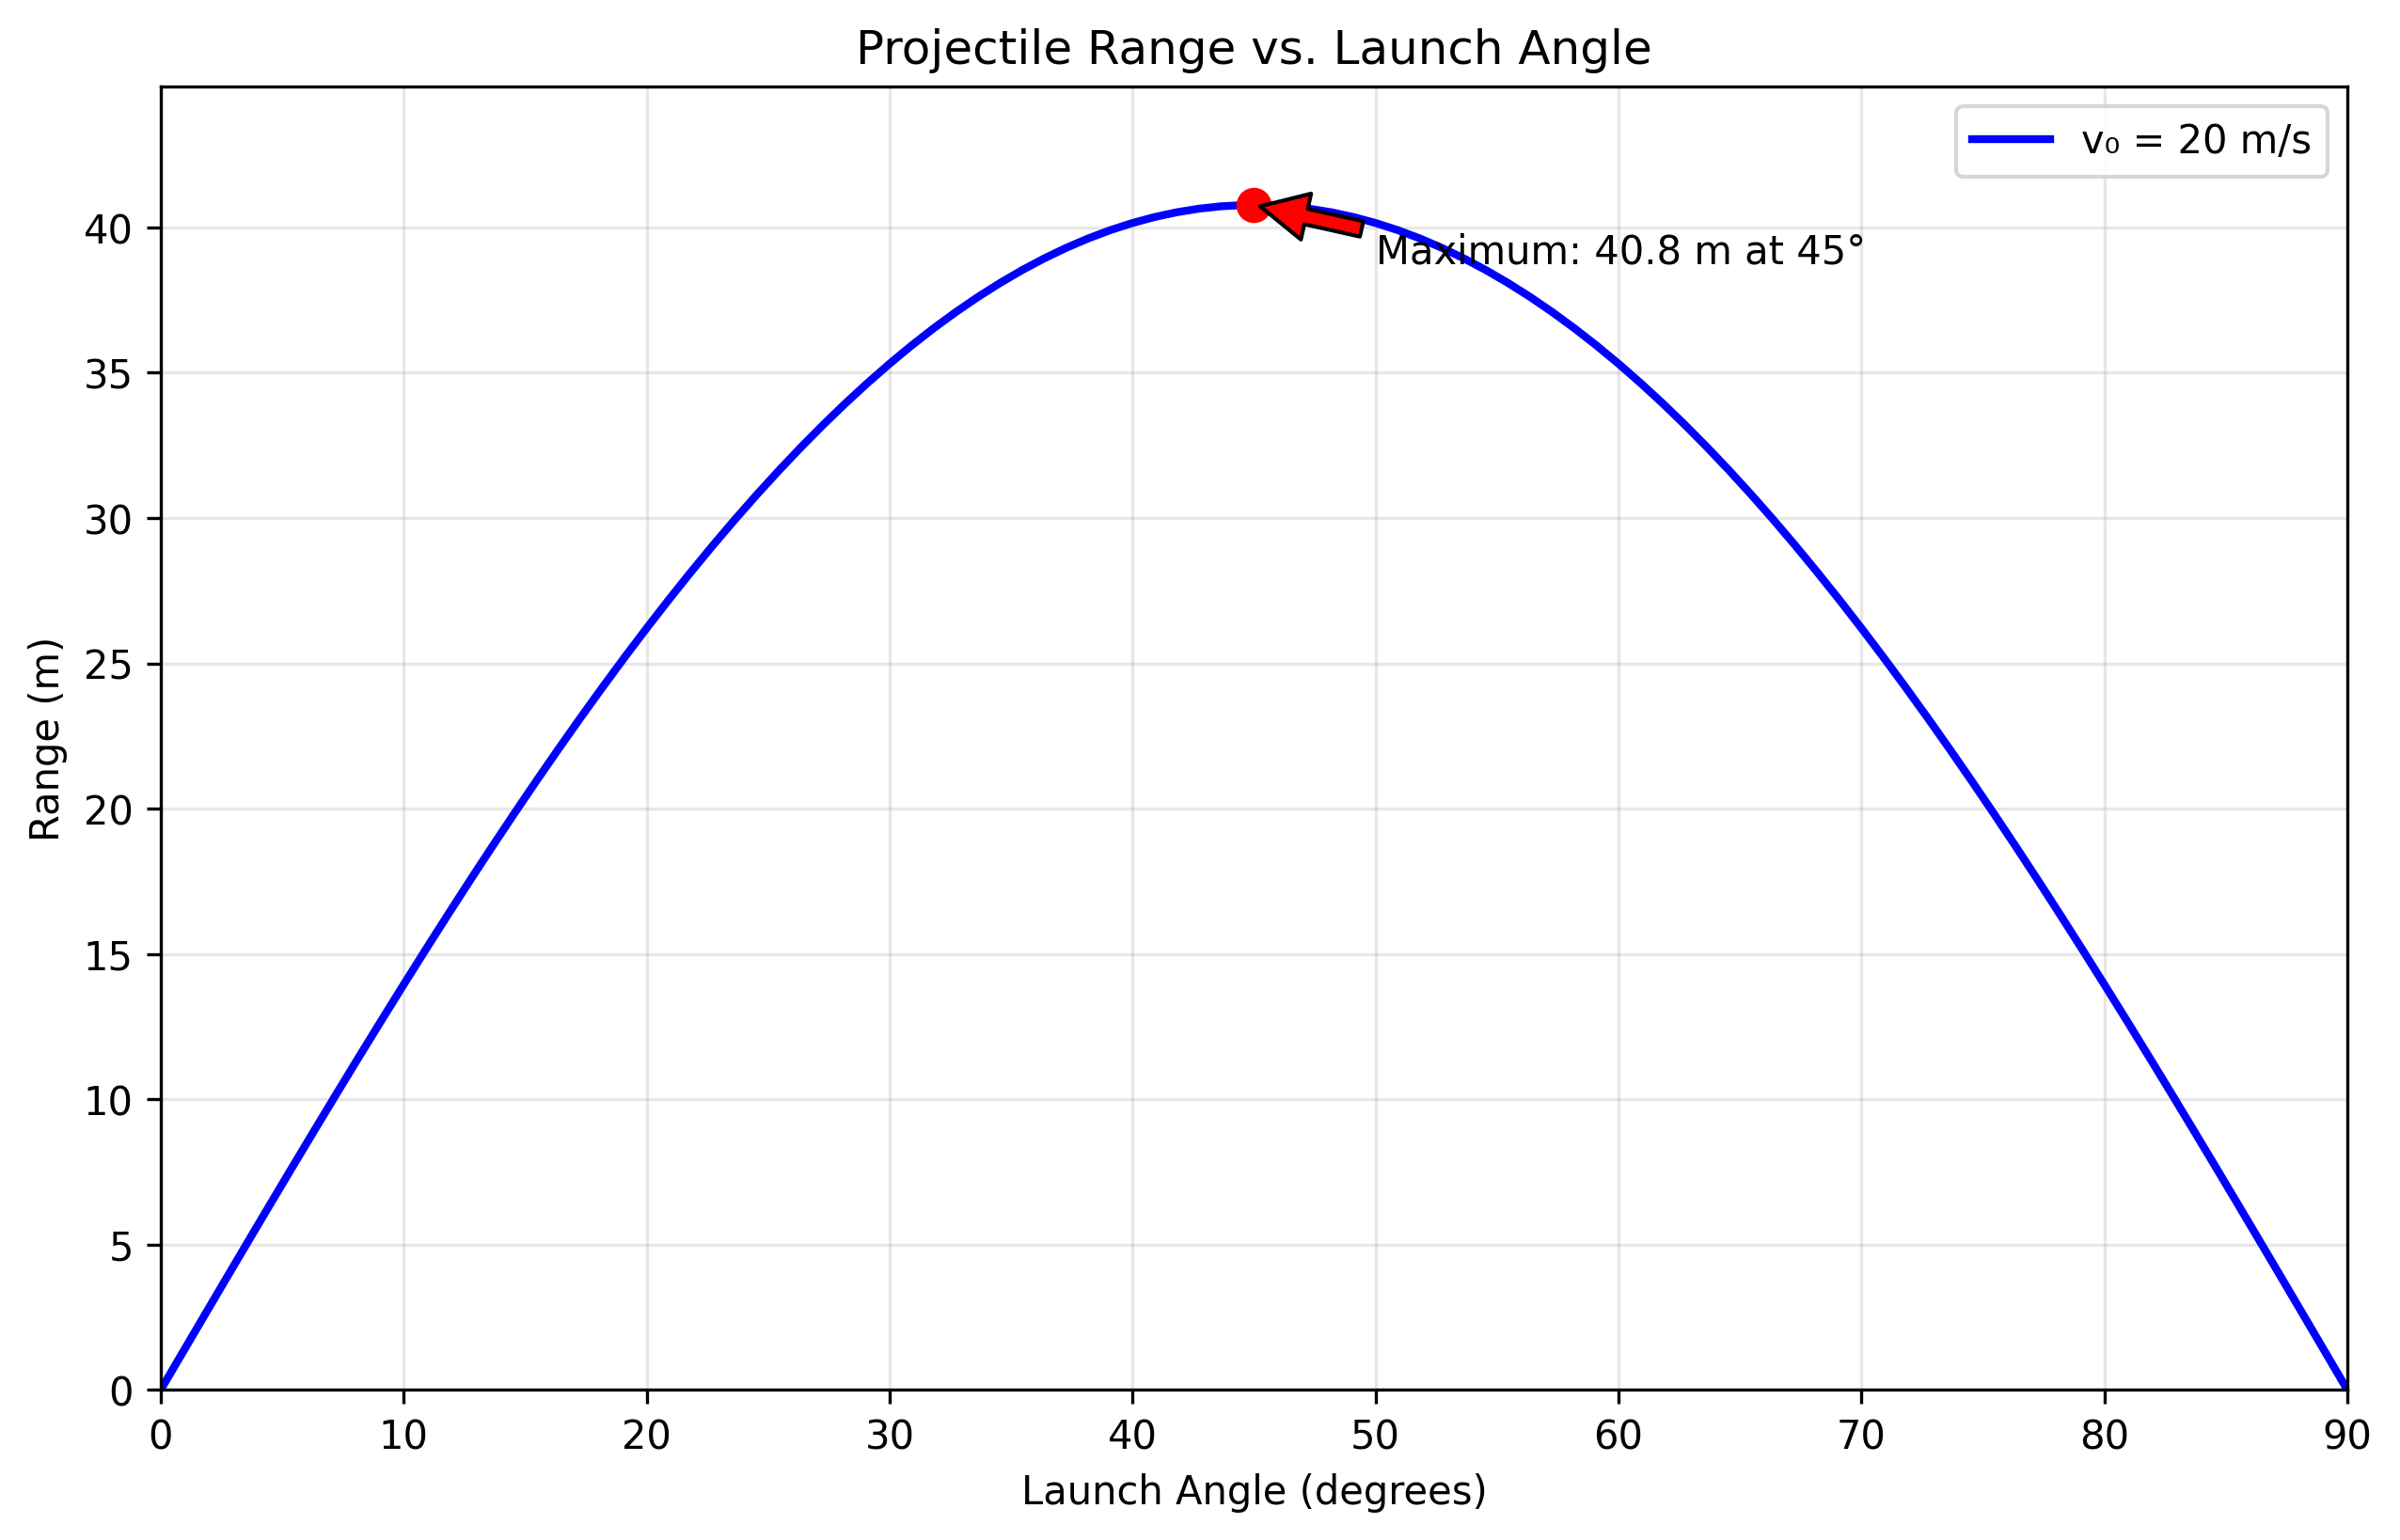 Projectile Range vs. Launch Angle
v₀ = 20 m/s
Maximum: 40.8 m at 45°
Range (m)
40
35
30
25
20
15
10
5
0
0 10 20 30 40 50 60 70 80 90
Launch Angle (degrees)